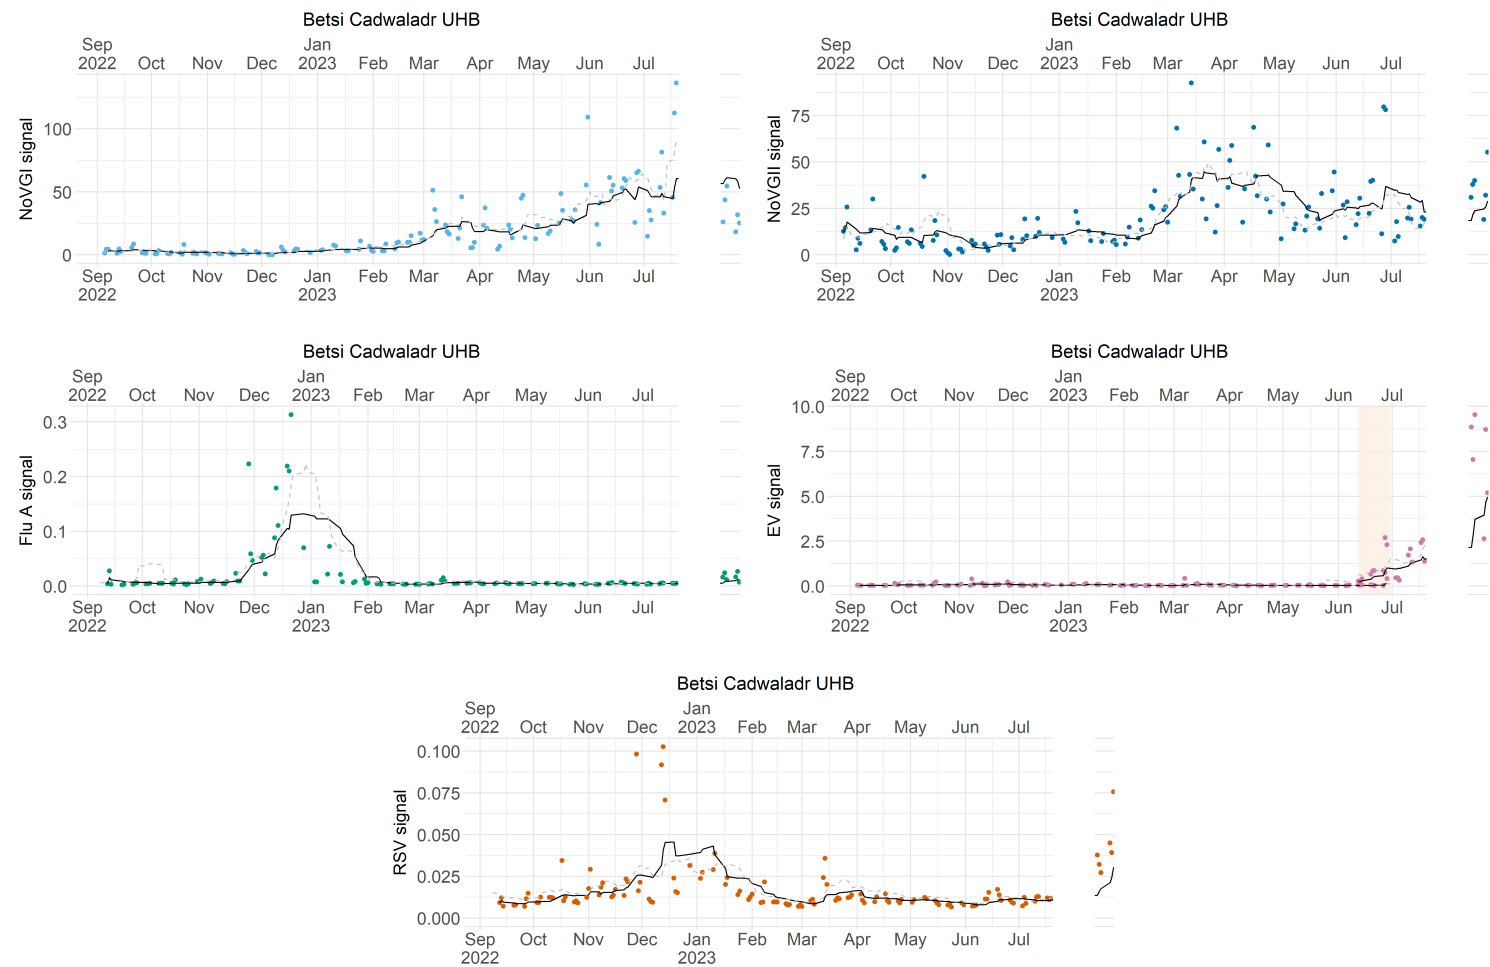 Betsi Cadwaladr UHB
Sep Jan
2022 Oct Nov Dec 2023 Feb Mar Apr May Jun Jul
NoVGI signal
100
50
0
Sep Oct Nov Dec Jan Feb Mar Apr May Jun Jul
2022 2023
Betsi Cadwaladr UHB
Sep Jan
2022 Oct Nov Dec 2023 Feb Mar Apr May Jun Jul
NoVGII signal
75
50
25
0
Sep Oct Nov Dec Jan Feb Mar Apr May Jun Jul
2022 2023
Betsi Cadwaladr UHB
Sep Jan
2022 Oct Nov Dec 2023 Feb Mar Apr May Jun Jul
Flu A signal
0.3
0.2
0.1
0.0
Sep Oct Nov Dec Jan Feb Mar Apr May Jun Jul
2022 2023
Betsi Cadwaladr UHB
Sep Jan
2022 Oct Nov Dec 2023 Feb Mar Apr May Jun Jul
EV signal
10.0
7.5
5.0
2.5
0.0
Sep Oct Nov Dec Jan Feb Mar Apr May Jun Jul
2022 2023
Betsi Cadwaladr UHB
Sep Jan
2022 Oct Nov Dec 2023 Feb Mar Apr May Jun Jul
RSV signal
0.100
0.075
0.050
0.025
0.000
Sep Oct Nov Dec Jan Feb Mar Apr May Jun Jul
2022 2023